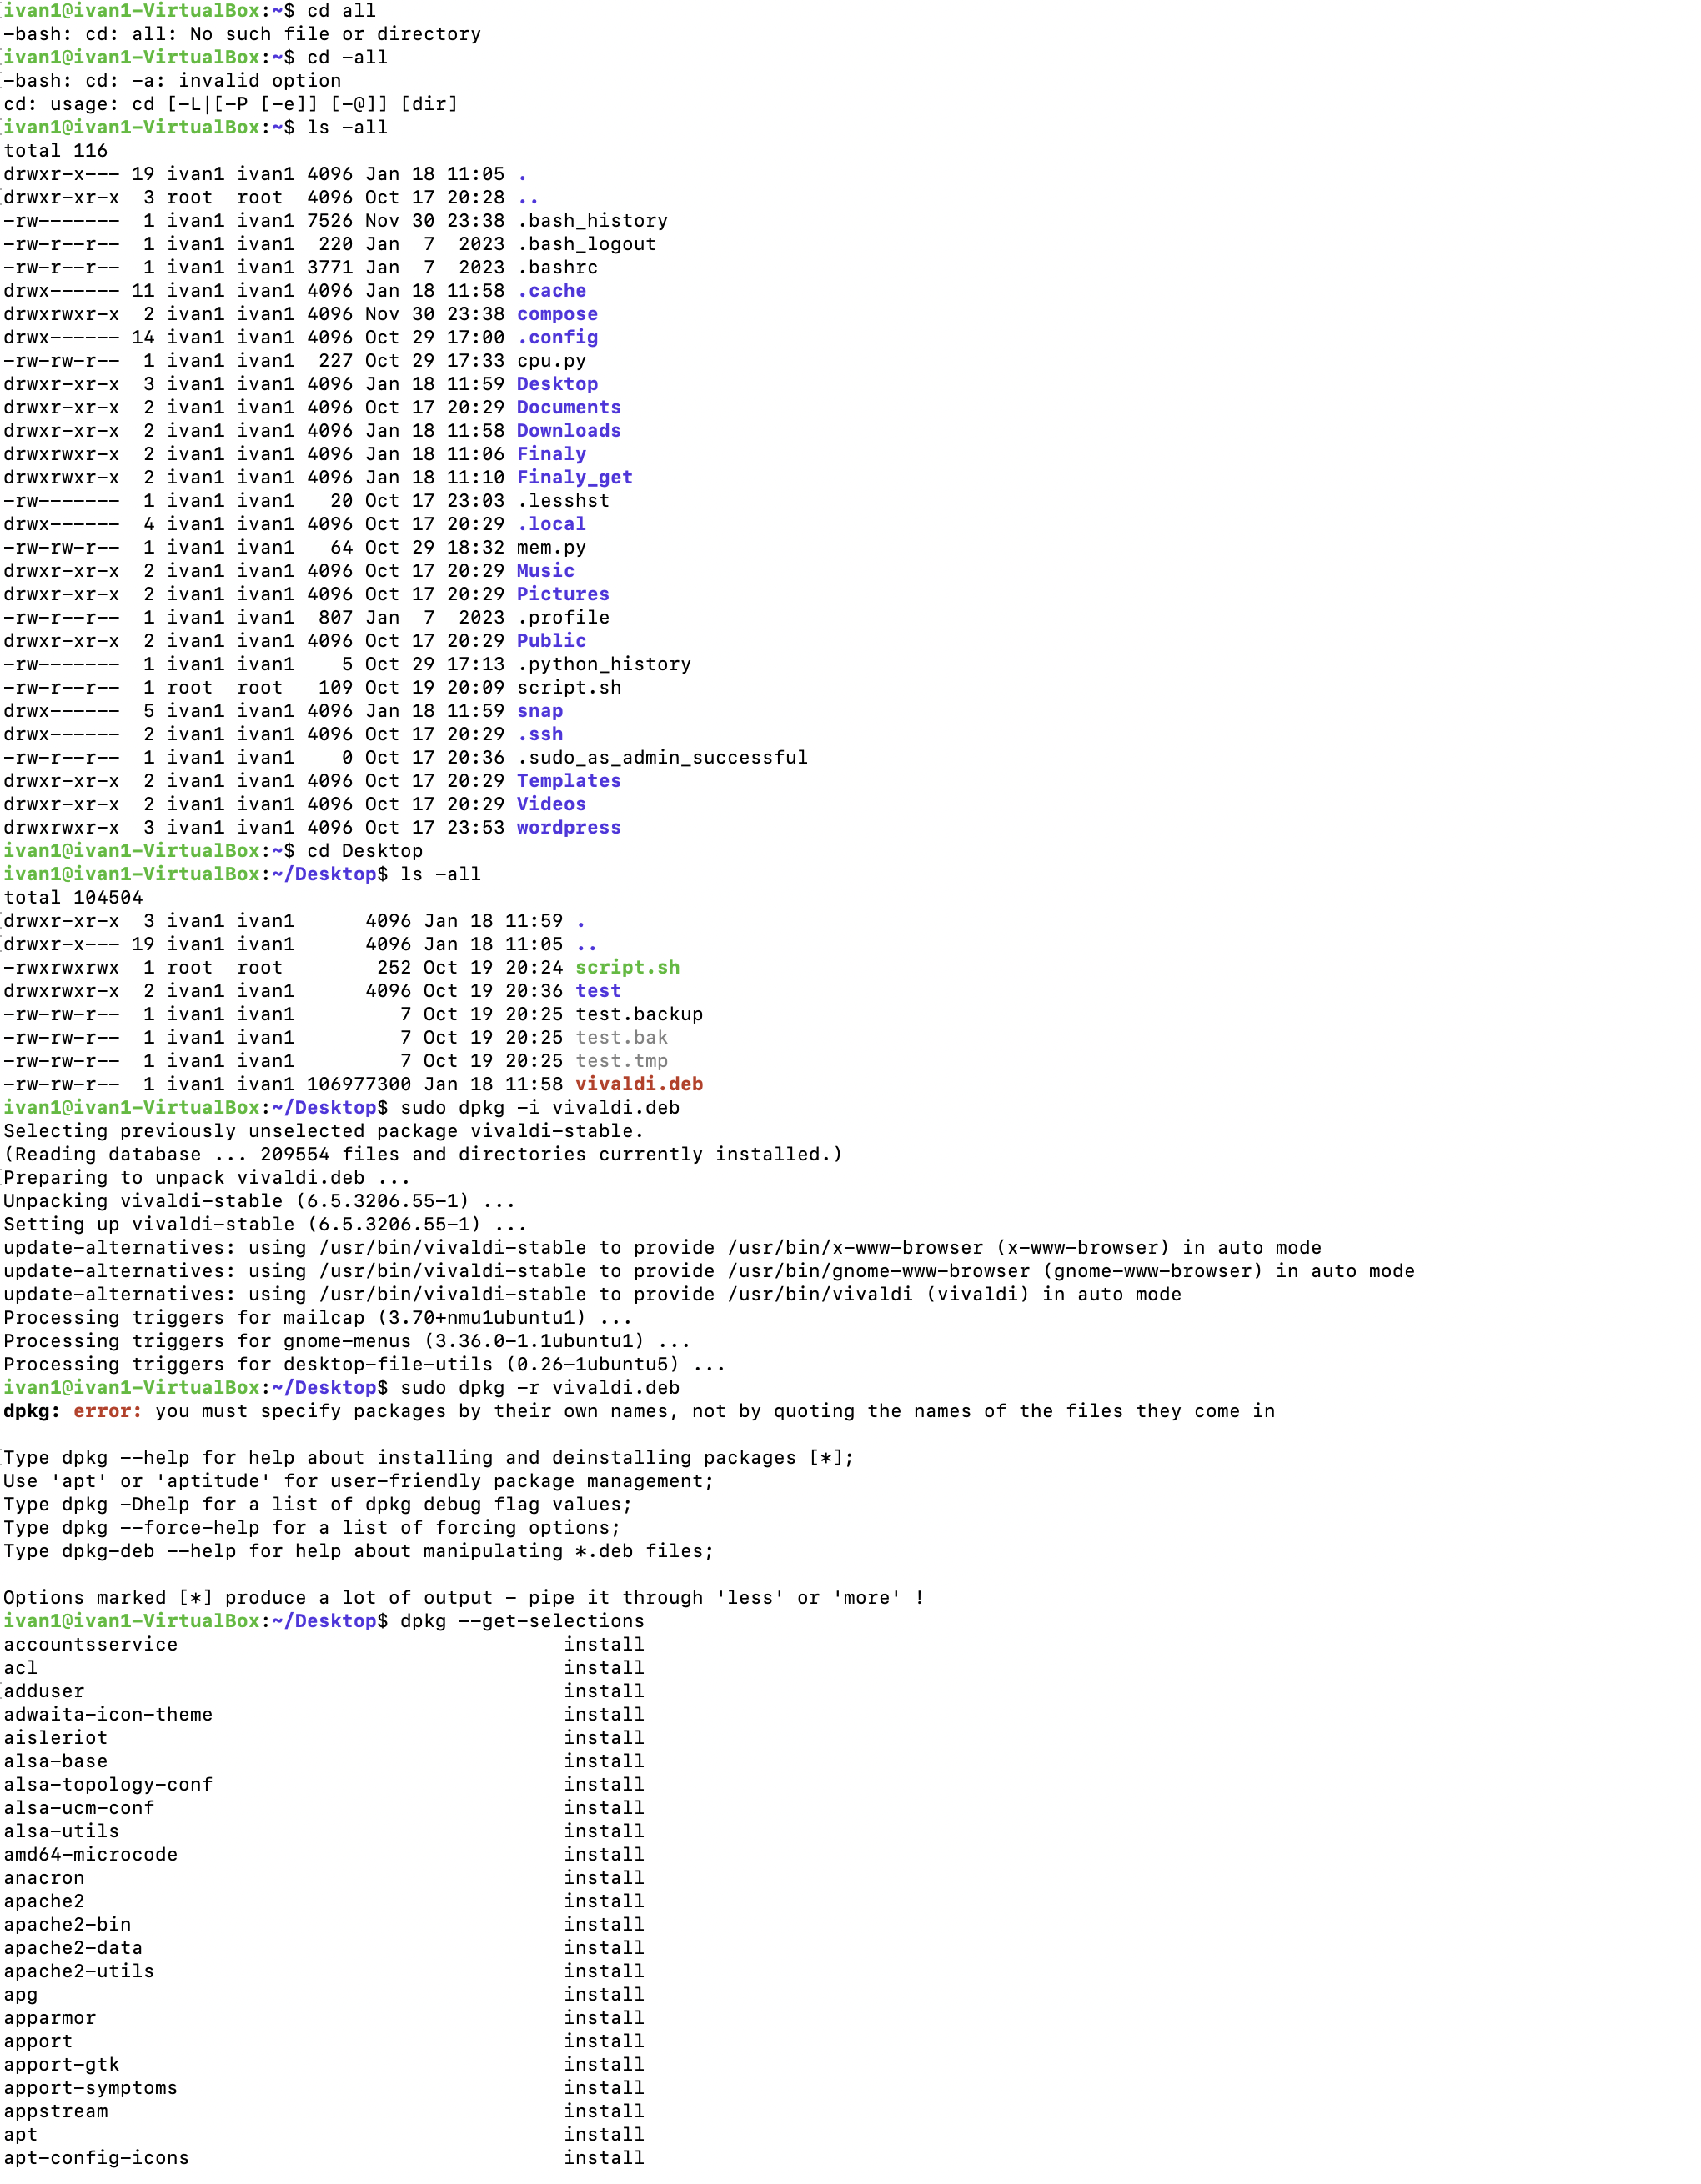 ivan1@ivan1-VirtualBox:~$ cd all
-bash: cd: all: No such file or directory
ivan1@ivan1-VirtualBox:~$ cd -all
-bash: cd: -a: invalid option
cd: usage: cd [-L|[-P [-e]] [-@]] [dir]
ivan1@ivan1-VirtualBox:~$ ls -all
total 116
drwxr-x--- 19 ivan1 ivan1 4096 Jan 18 11:05 .
drwxr-xr-x  3 root  root  4096 Oct 17 20:28 ..
-rw-------  1 ivan1 ivan1 7526 Nov 30 23:38 .bash_history
-rw-r--r--  1 ivan1 ivan1  220 Jan  7  2023 .bash_logout
-rw-r--r--  1 ivan1 ivan1 3771 Jan  7  2023 .bashrc
drwx------ 11 ivan1 ivan1 4096 Jan 18 11:58 .cache
drwxrwxr-x  2 ivan1 ivan1 4096 Nov 30 23:38 compose
drwx------ 14 ivan1 ivan1 4096 Oct 29 17:00 .config
-rw-rw-r--  1 ivan1 ivan1  227 Oct 29 17:33 cpu.py
drwxr-xr-x  3 ivan1 ivan1 4096 Jan 18 11:59 Desktop
drwxr-xr-x  2 ivan1 ivan1 4096 Oct 17 20:29 Documents
drwxr-xr-x  2 ivan1 ivan1 4096 Jan 18 11:58 Downloads
drwxrwxr-x  2 ivan1 ivan1 4096 Jan 18 11:06 Finaly
drwxrwxr-x  2 ivan1 ivan1 4096 Jan 18 11:10 Finaly_get
-rw-------  1 ivan1 ivan1   20 Oct 17 23:03 .lesshst
drwx------  4 ivan1 ivan1 4096 Oct 17 20:29 .local
-rw-rw-r--  1 ivan1 ivan1   64 Oct 29 18:32 mem.py
drwxr-xr-x  2 ivan1 ivan1 4096 Oct 17 20:29 Music
drwxr-xr-x  2 ivan1 ivan1 4096 Oct 17 20:29 Pictures
-rw-r--r--  1 ivan1 ivan1  807 Jan  7  2023 .profile
drwxr-xr-x  2 ivan1 ivan1 4096 Oct 17 20:29 Public
-rw-------  1 ivan1 ivan1    5 Oct 29 17:13 .python_history
-rw-r--r--  1 root  root   109 Oct 19 20:09 script.sh
drwx------  5 ivan1 ivan1 4096 Jan 18 11:59 snap
drwx------  2 ivan1 ivan1 4096 Oct 17 20:29 .ssh
-rw-r--r--  1 ivan1 ivan1    0 Oct 17 20:36 .sudo_as_admin_successful
drwxr-xr-x  2 ivan1 ivan1 4096 Oct 17 20:29 Templates
drwxr-xr-x  2 ivan1 ivan1 4096 Oct 17 20:29 Videos
drwxrwxr-x  3 ivan1 ivan1 4096 Oct 17 23:53 wordpress
ivan1@ivan1-VirtualBox:~$ cd Desktop
ivan1@ivan1-VirtualBox:~/Desktop$ ls -all
total 104504
drwxr-xr-x  3 ivan1 ivan1      4096 Jan 18 11:59 .
drwxr-x--- 19 ivan1 ivan1      4096 Jan 18 11:05 ..
-rwxrwxrwx  1 root  root        252 Oct 19 20:24 script.sh
drwxrwxr-x  2 ivan1 ivan1      4096 Oct 19 20:36 test
-rw-rw-r--  1 ivan1 ivan1         7 Oct 19 20:25 test.backup
-rw-rw-r--  1 ivan1 ivan1         7 Oct 19 20:25 test.bak
-rw-rw-r--  1 ivan1 ivan1         7 Oct 19 20:25 test.tmp
-rw-rw-r--  1 ivan1 ivan1 106977300 Jan 18 11:58 vivaldi.deb
ivan1@ivan1-VirtualBox:~/Desktop$ sudo dpkg -i vivaldi.deb
Selecting previously unselected package vivaldi-stable.
(Reading database ... 209554 files and directories currently installed.)
Preparing to unpack vivaldi.deb ...
Unpacking vivaldi-stable (6.5.3206.55-1) ...
Setting up vivaldi-stable (6.5.3206.55-1) ...
update-alternatives: using /usr/bin/vivaldi-stable to provide /usr/bin/x-www-browser (x-www-browser) in auto mode
update-alternatives: using /usr/bin/vivaldi-stable to provide /usr/bin/gnome-www-browser (gnome-www-browser) in auto mode
update-alternatives: using /usr/bin/vivaldi-stable to provide /usr/bin/vivaldi (vivaldi) in auto mode
Processing triggers for mailcap (3.70+nmu1ubuntu1) ...
Processing triggers for gnome-menus (3.36.0-1.1ubuntu1) ...
Processing triggers for desktop-file-utils (0.26-1ubuntu5) ...
ivan1@ivan1-VirtualBox:~/Desktop$ sudo dpkg -r vivaldi.deb
dpkg: error: you must specify packages by their own names, not by quoting the names of the files they come in

Type dpkg --help for help about installing and deinstalling packages [*];
Use 'apt' or 'aptitude' for user-friendly package management;
Type dpkg -Dhelp for a list of dpkg debug flag values;
Type dpkg --force-help for a list of forcing options;
Type dpkg-deb --help for help about manipulating *.deb files;

Options marked [*] produce a lot of output - pipe it through 'less' or 'more' !
ivan1@ivan1-VirtualBox:~/Desktop$ dpkg --get-selections
accountsservice                                 install
acl                                             install
adduser                                         install
adwaita-icon-theme                              install
aisleriot                                       install
alsa-base                                       install
alsa-topology-conf                              install
alsa-ucm-conf                                   install
alsa-utils                                      install
amd64-microcode                                 install
anacron                                         install
apache2                                         install
apache2-bin                                     install
apache2-data                                    install
apache2-utils                                   install
apg                                             install
apparmor                                        install
apport                                          install
apport-gtk                                      install
apport-symptoms                                 install
appstream                                       install
apt                                             install
apt-config-icons                                install